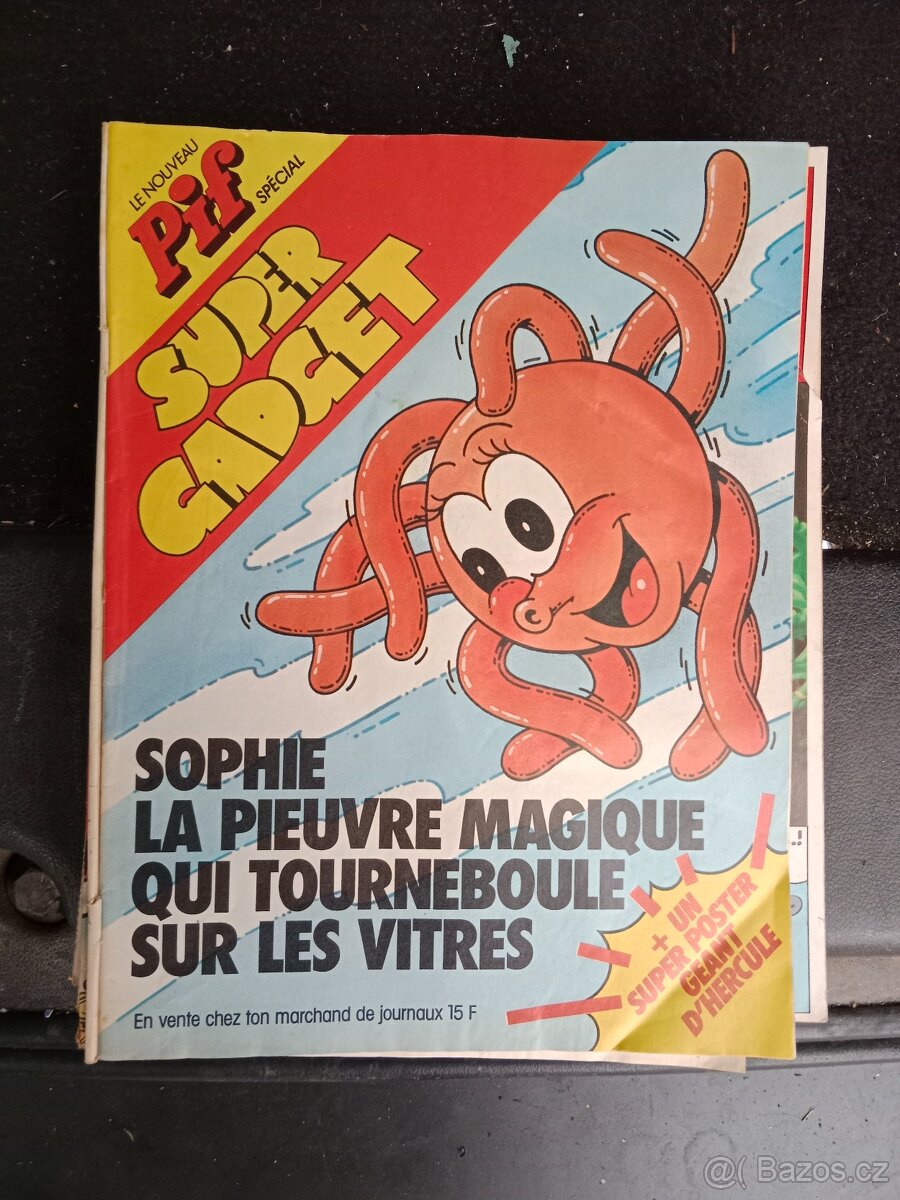 LE NOUVEAU
Pif
SPÉCIAL
SUPER
GADGET
SOPHIE
LA PIEUVRE MAGIQUE
QUI TOURNEBOULE
SUR LES VITRES
En vente chez ton marchand de journaux 15 F
+ UN
SUPER POSTER
GEANT
D'HERCULE
!!
@( Bazos.cz